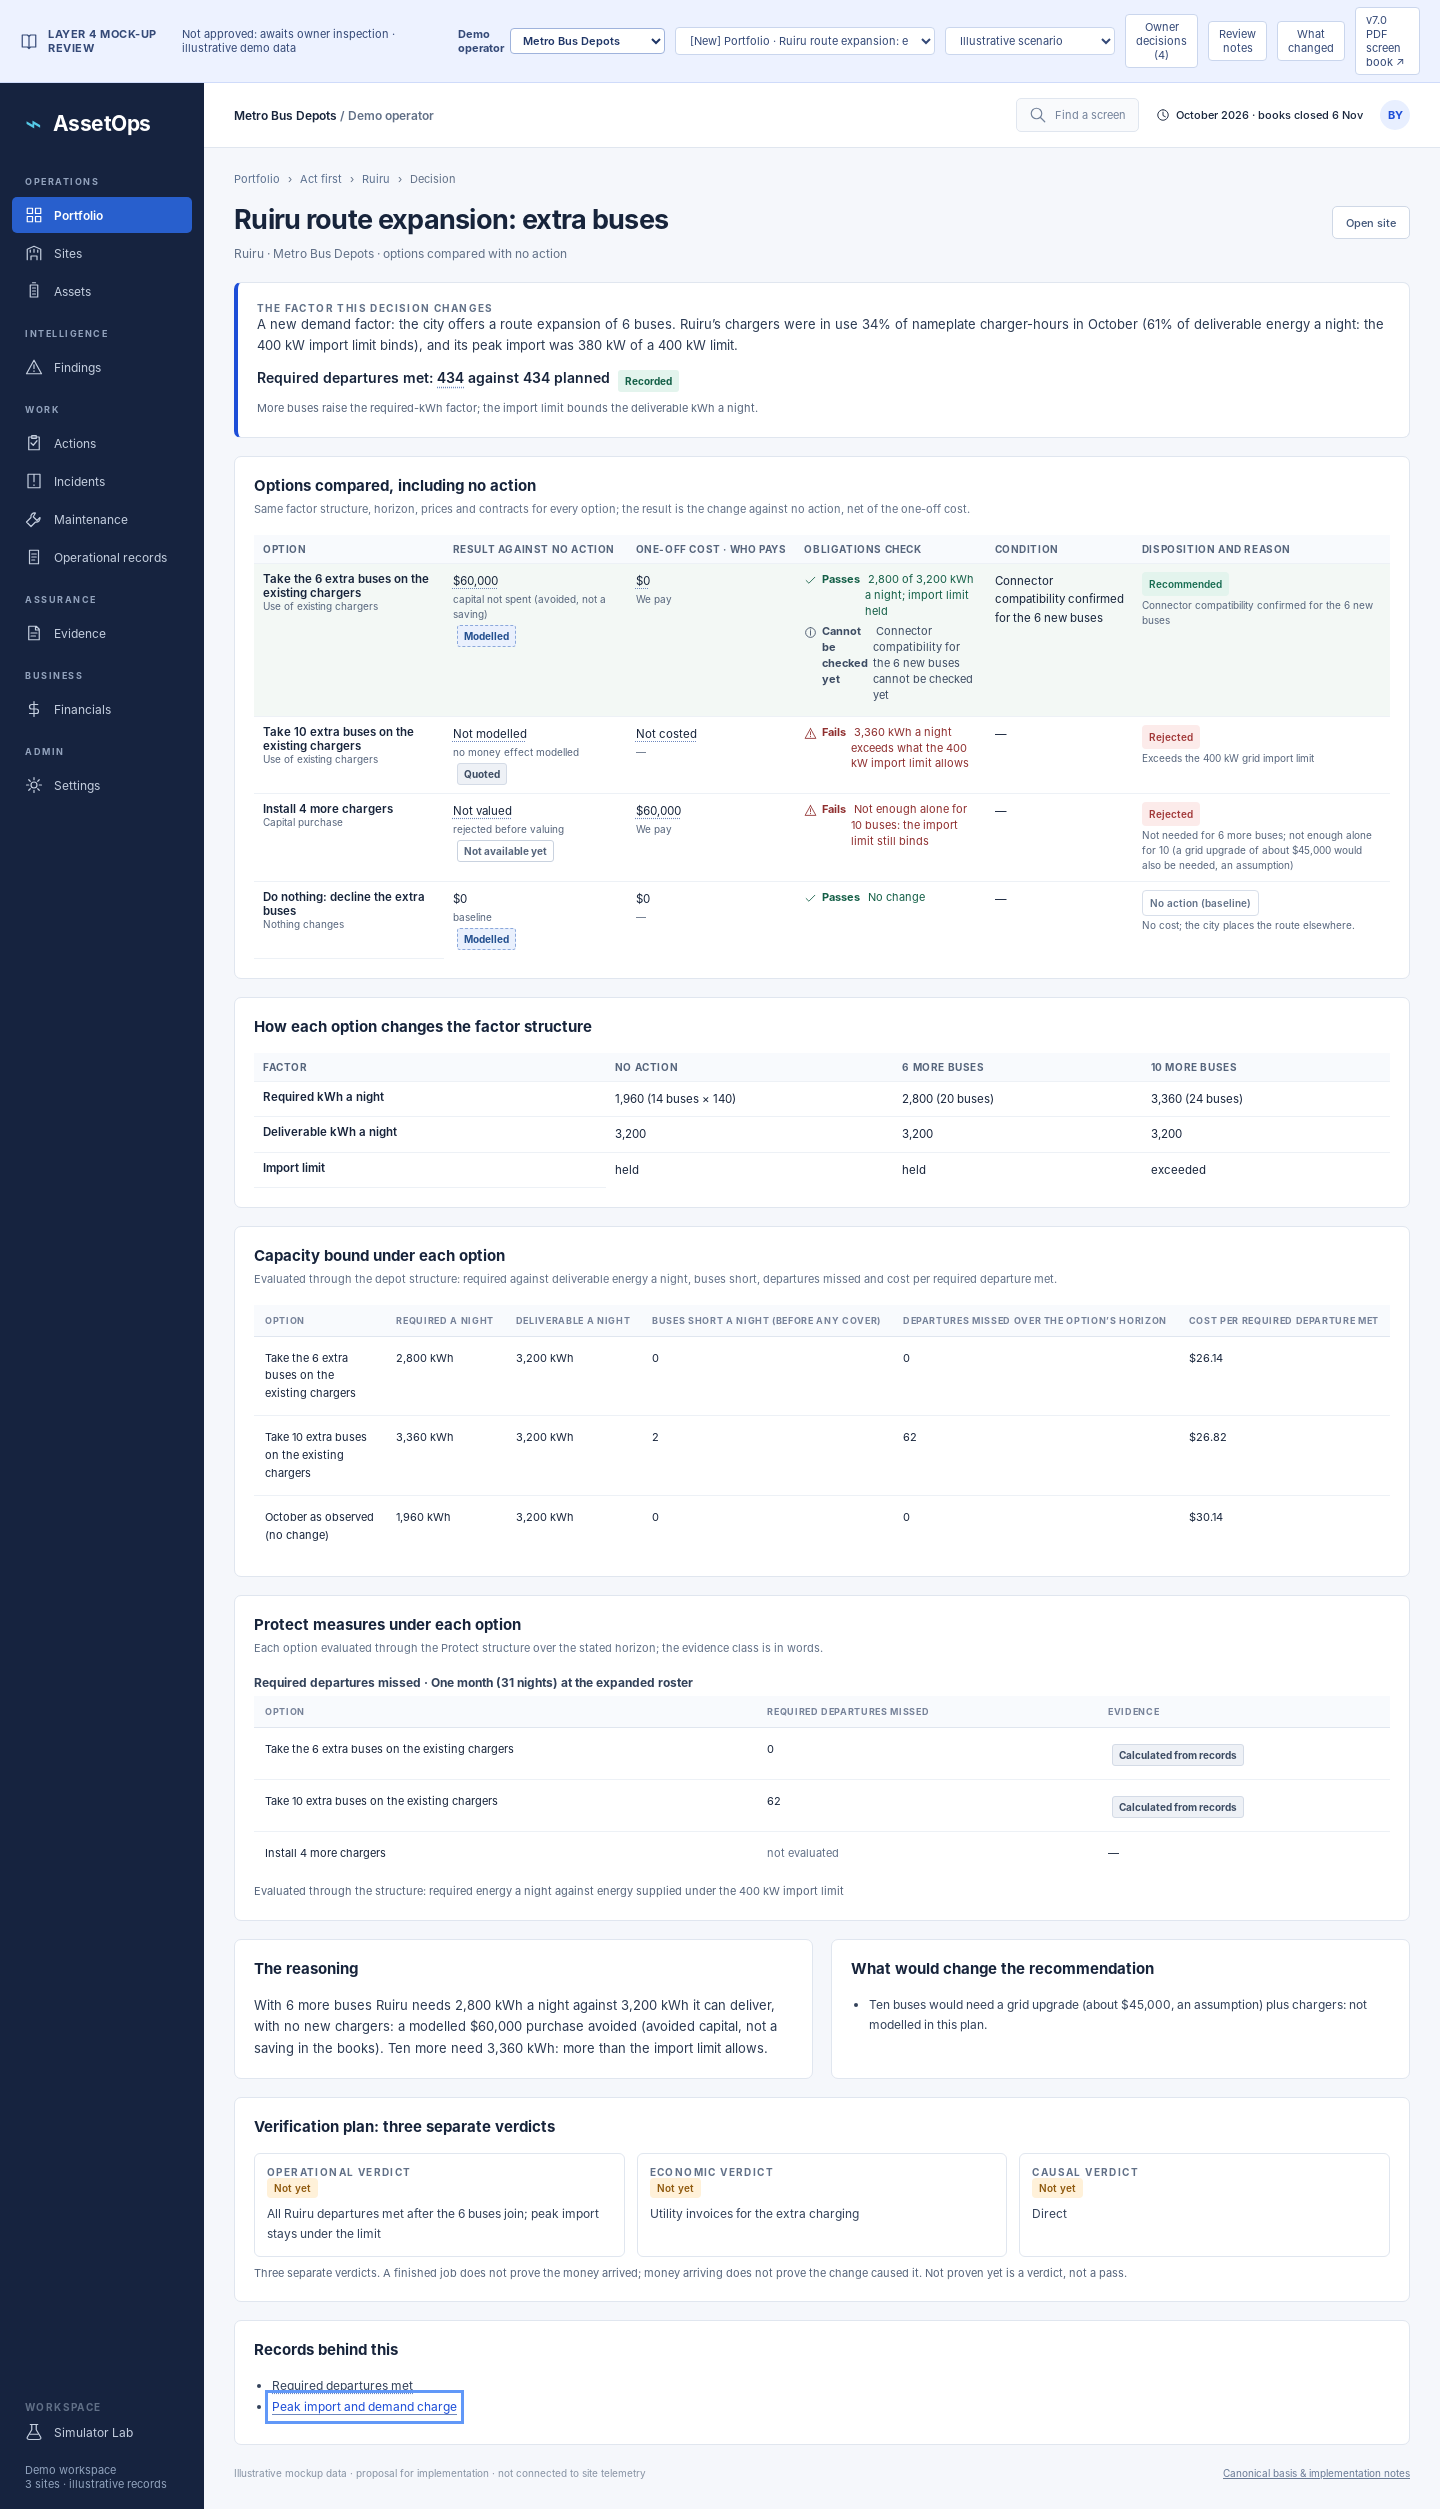 LAYER 4 MOCK-UP REVIEW
Not approved: awaits owner inspection · illustrative demo data
Demo operator
Metro Bus Depots
[New] Portfolio · Ruiru route expansion: e
Illustrative scenario
Owner decisions (4)
Review notes
What changed
v7.0 PDF screen book ↗
AssetOps
OPERATIONS
Portfolio
Sites
Assets
INTELLIGENCE
Findings
WORK
Actions
Incidents
Maintenance
Operational records
ASSURANCE
Evidence
BUSINESS
Financials
ADMIN
Settings
WORKSPACE
Simulator Lab
Demo workspace
3 sites · illustrative records
Metro Bus Depots / Demo operator
Find a screen
October 2026 · books closed 6 Nov
BY
Portfolio › Act first › Ruiru › Decision
Ruiru route expansion: extra buses
Open site
Ruiru · Metro Bus Depots · options compared with no action
THE FACTOR THIS DECISION CHANGES
A new demand factor: the city offers a route expansion of 6 buses. Ruiru's chargers were in use 34% of nameplate charger-hours in October (61% of deliverable energy a night: the
400 kW import limit binds), and its peak import was 380 kW of a 400 kW limit.
Required departures met: 434 against 434 planned Recorded
More buses raise the required-kWh factor; the import limit bounds the deliverable kWh a night.
Options compared, including no action
Same factor structure, horizon, prices and contracts for every option; the result is the change against no action, net of the one-off cost.
OPTION RESULT AGAINST NO ACTION ONE-OFF COST · WHO PAYS OBLIGATIONS CHECK CONDITION DISPOSITION AND REASON
Take the 6 extra buses on the existing chargers
Use of existing chargers
$60,000
capital not spent (avoided, not a saving)
Modelled
$0
We pay
Passes 2,800 of 3,200 kWh a night; import limit held
Cannot be checked yet Connector compatibility for the 6 new buses cannot be checked yet
Connector compatibility confirmed for the 6 new buses
Recommended
Connector compatibility confirmed for the 6 new buses
Take 10 extra buses on the existing chargers
Use of existing chargers
Not modelled
no money effect modelled
Quoted
Not costed
—
Fails 3,360 kWh a night exceeds what the 400 kW import limit allows
—
Rejected
Exceeds the 400 kW grid import limit
Install 4 more chargers
Capital purchase
Not valued
rejected before valuing
Not available yet
$60,000
We pay
Fails Not enough alone for 10 buses: the import limit still binds
—
Rejected
Not needed for 6 more buses; not enough alone for 10 (a grid upgrade of about $45,000 would also be needed, an assumption)
Do nothing: decline the extra buses
Nothing changes
$0
baseline
Modelled
$0
—
Passes No change
—
No action (baseline)
No cost; the city places the route elsewhere.
How each option changes the factor structure
FACTOR NO ACTION 6 MORE BUSES 10 MORE BUSES
Required kWh a night 1,960 (14 buses × 140) 2,800 (20 buses) 3,360 (24 buses)
Deliverable kWh a night 3,200 3,200 3,200
Import limit held held exceeded
Capacity bound under each option
Evaluated through the depot structure: required against deliverable energy a night, buses short, departures missed and cost per required departure met.
OPTION REQUIRED A NIGHT DELIVERABLE A NIGHT BUSES SHORT A NIGHT (BEFORE ANY COVER) DEPARTURES MISSED OVER THE OPTION'S HORIZON COST PER REQUIRED DEPARTURE MET
Take the 6 extra buses on the existing chargers 2,800 kWh 3,200 kWh 0 0 $26.14
Take 10 extra buses on the existing chargers 3,360 kWh 3,200 kWh 2 62 $26.82
October as observed (no change) 1,960 kWh 3,200 kWh 0 0 $30.14
Protect measures under each option
Each option evaluated through the Protect structure over the stated horizon; the evidence class is in words.
Required departures missed · One month (31 nights) at the expanded roster
OPTION REQUIRED DEPARTURES MISSED EVIDENCE
Take the 6 extra buses on the existing chargers 0 Calculated from records
Take 10 extra buses on the existing chargers 62 Calculated from records
Install 4 more chargers not evaluated —
Evaluated through the structure: required energy a night against energy supplied under the 400 kW import limit
The reasoning
With 6 more buses Ruiru needs 2,800 kWh a night against 3,200 kWh it can deliver,
with no new chargers: a modelled $60,000 purchase avoided (avoided capital, not a
saving in the books). Ten more need 3,360 kWh: more than the import limit allows.
What would change the recommendation
• Ten buses would need a grid upgrade (about $45,000, an assumption) plus chargers: not
modelled in this plan.
Verification plan: three separate verdicts
OPERATIONAL VERDICT
Not yet
All Ruiru departures met after the 6 buses join; peak import
stays under the limit
ECONOMIC VERDICT
Not yet
Utility invoices for the extra charging
CAUSAL VERDICT
Not yet
Direct
Three separate verdicts. A finished job does not prove the money arrived; money arriving does not prove the change caused it. Not proven yet is a verdict, not a pass.
Records behind this
• Required departures met
• Peak import and demand charge
Illustrative mockup data · proposal for implementation · not connected to site telemetry
Canonical basis & implementation notes